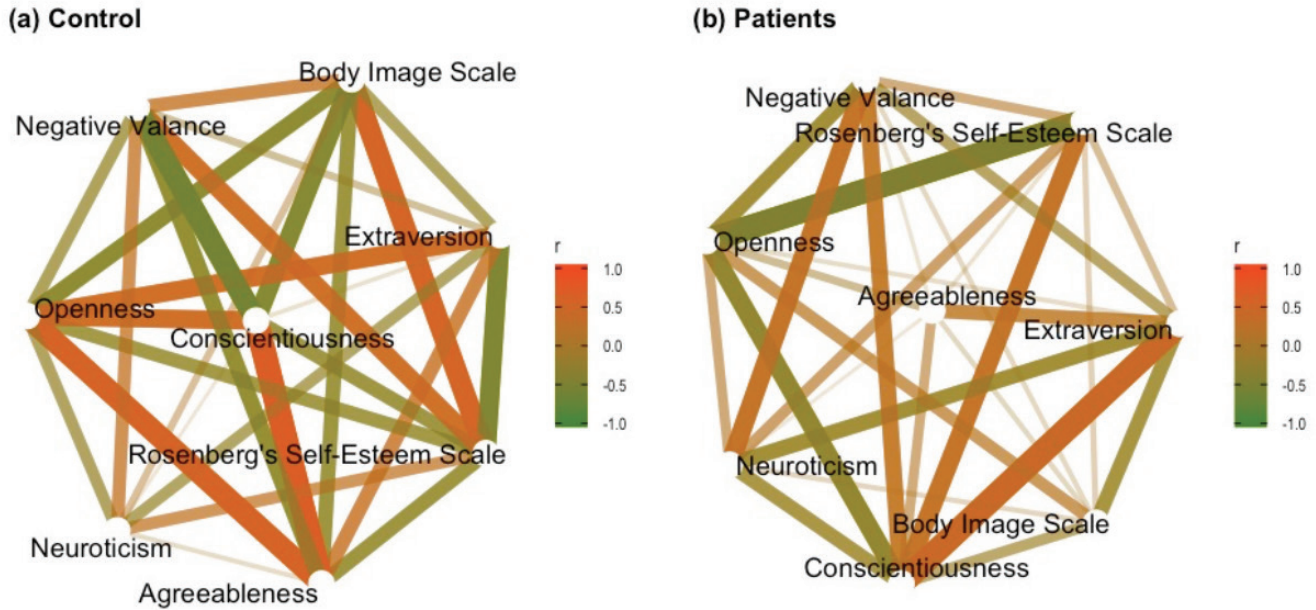 (a) Control
Body Image Scale
Negative Valance
Extraversion
Openness
Conscientiousness
Rosenberg's Self-Esteem Scale
Neuroticism
Agreeableness
r
1.0
0.5
0.0
-0.5
-1.0
(b) Patients
Negative Valance
Rosenberg's Self-Esteem Scale
Openness
Agreeableness
Extraversion
Neuroticism
Body Image Scale
Conscientiousness
r
1.0
0.5
0.0
-0.5
-1.0